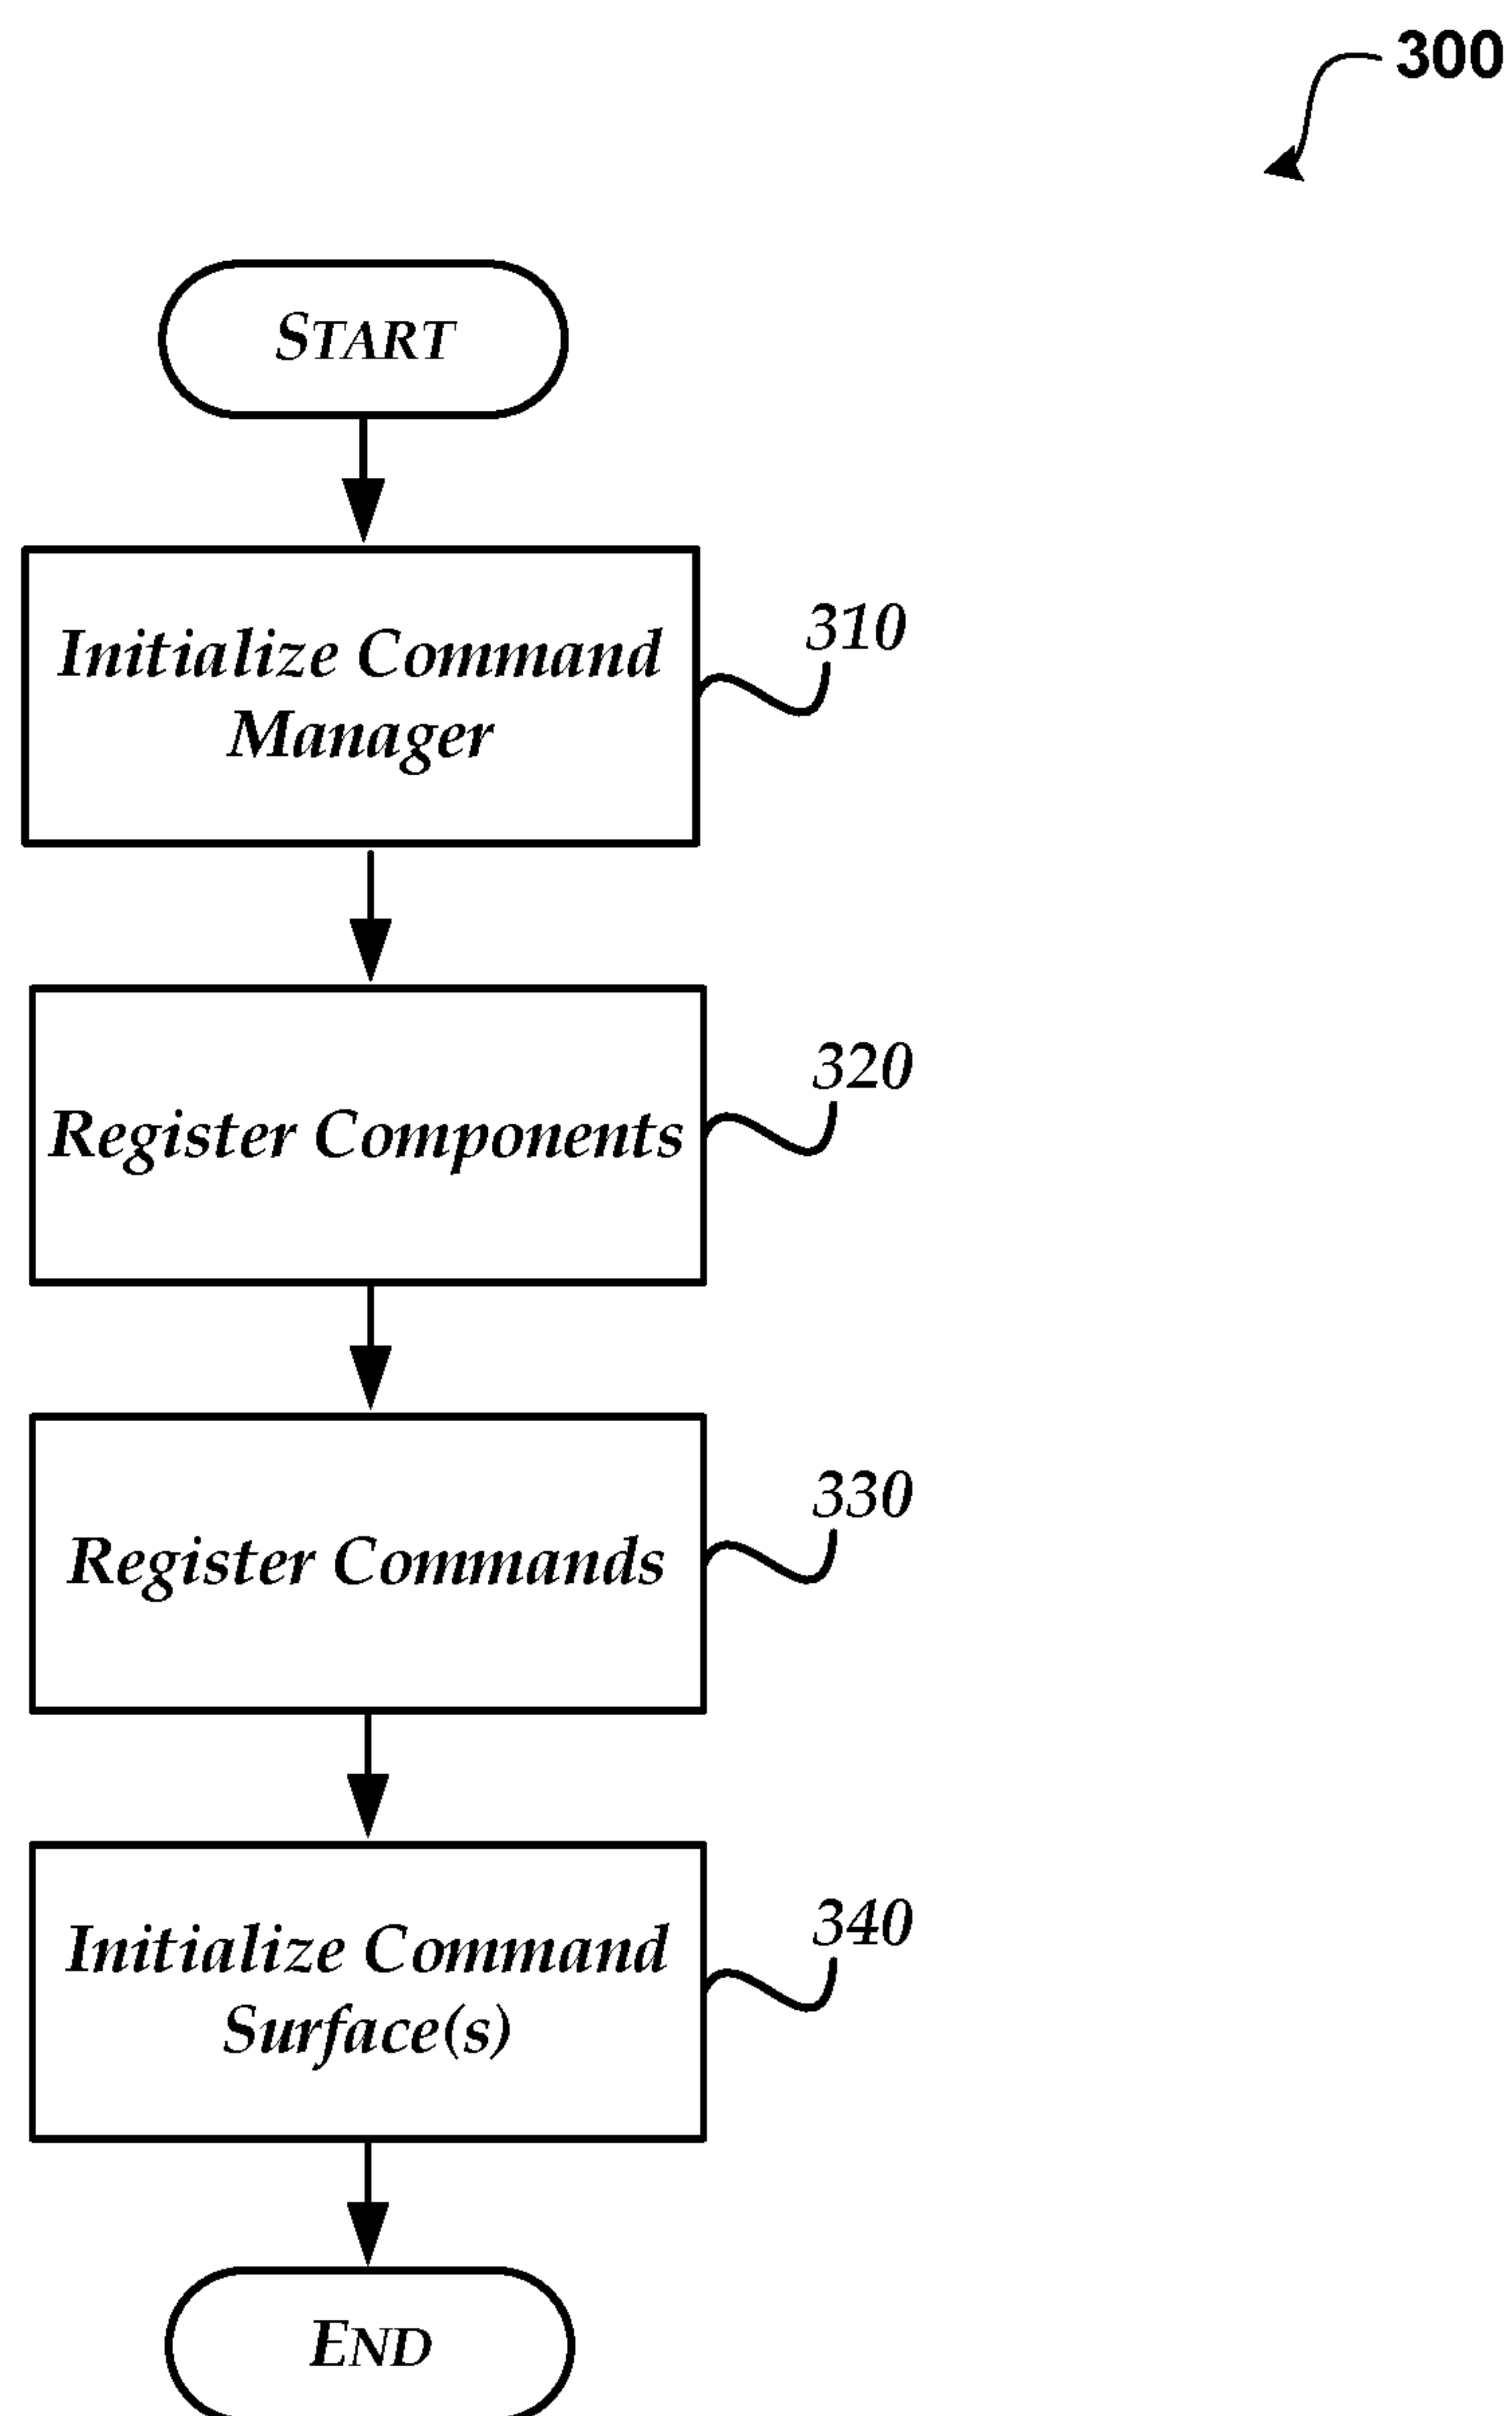 300
START
Initialize Command
Manager
310
Register Components
320
Register Commands
330
Initialize Command
Surface(s)
340
END